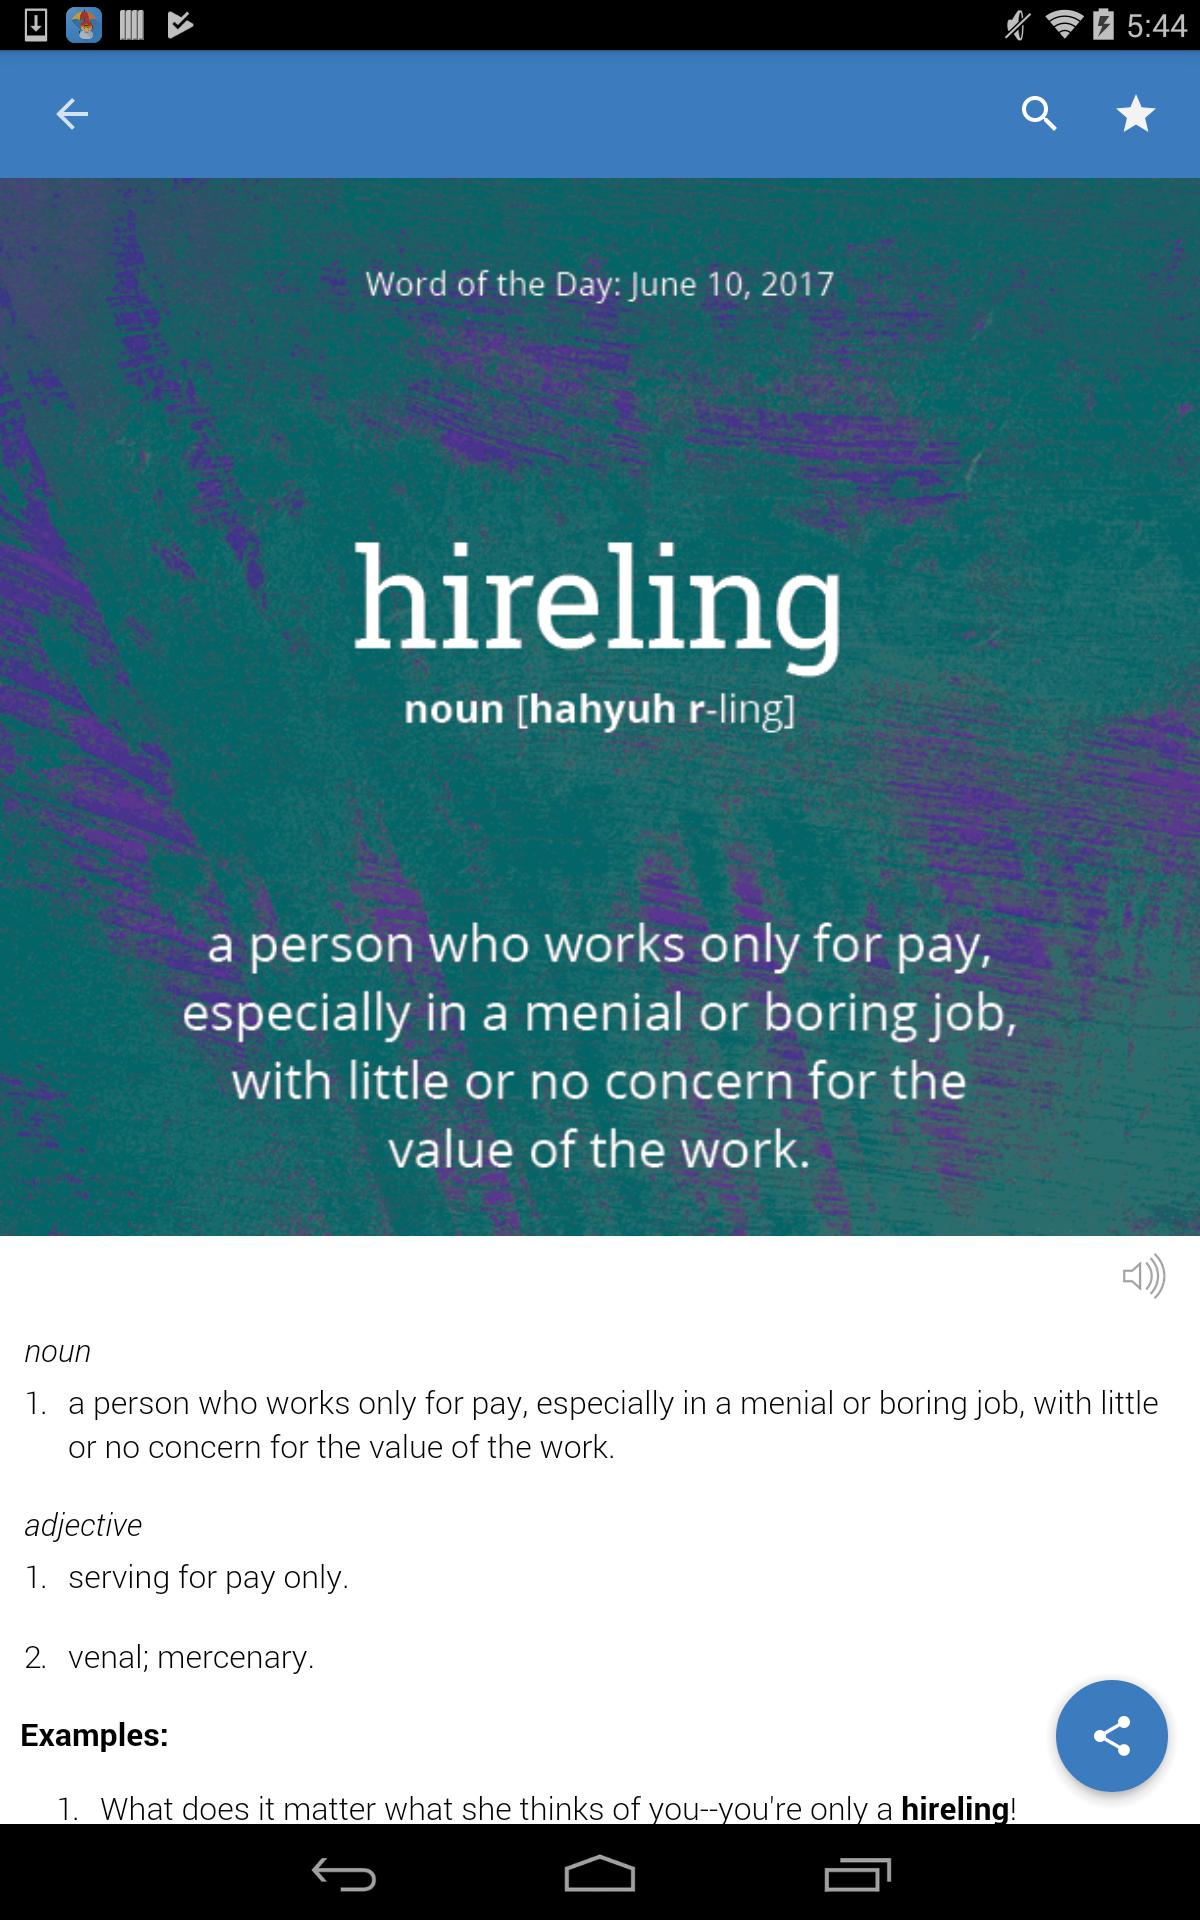 5:44
Word of the Day: June 10, 2017
hireling
noun [hahyuh r-ling]
a person who works only for pay,
especially in a menial or boring job,
with little or no concern for the
value of the work.
noun
1. a person who works only for pay, especially in a menial or boring job, with little
or no concern for the value of the work.
adjective
1. serving for pay only.
2. venal; mercenary.
Examples:
1. What does it matter what she thinks of you--you're only a hireling!